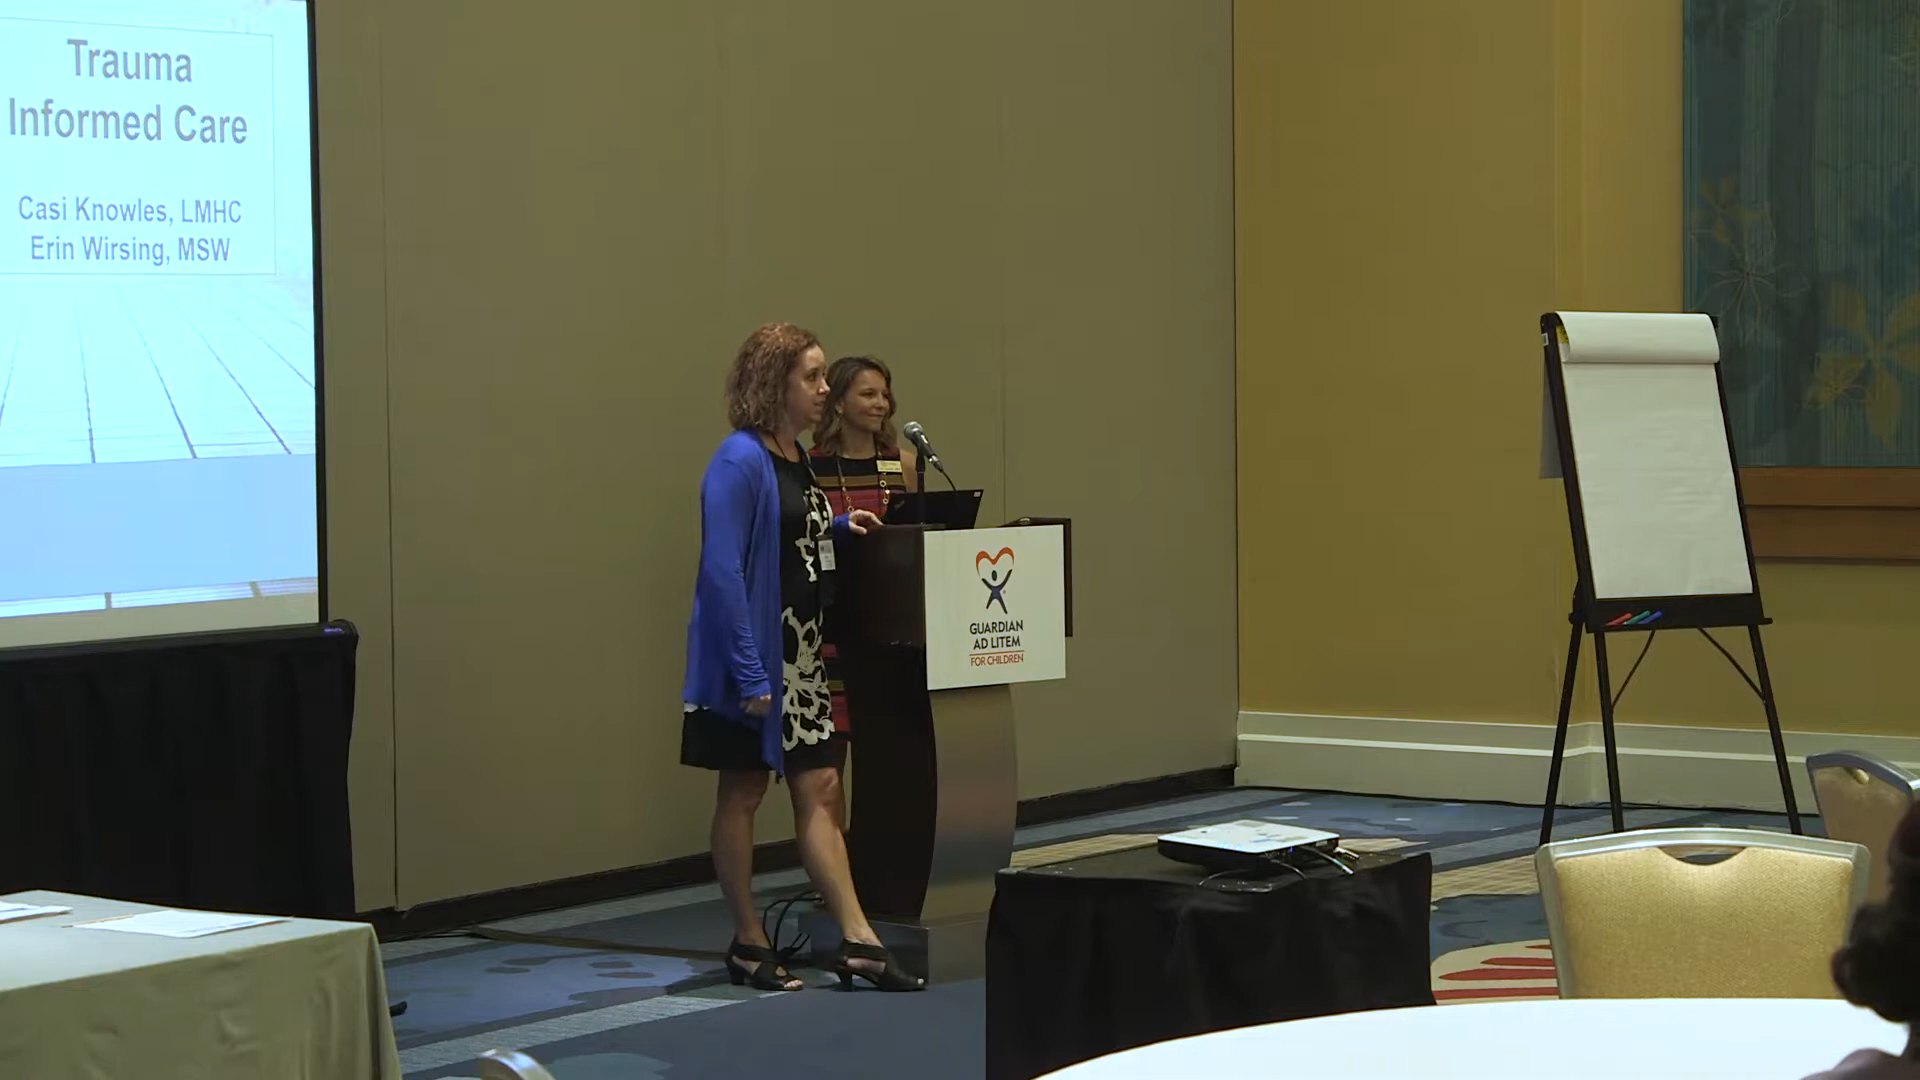 Trauma
Informed Care
Casi Knowles, LMHC
Erin Wirsing, MSW
GUARDIAN
AD LITEM
FOR CHILDREN